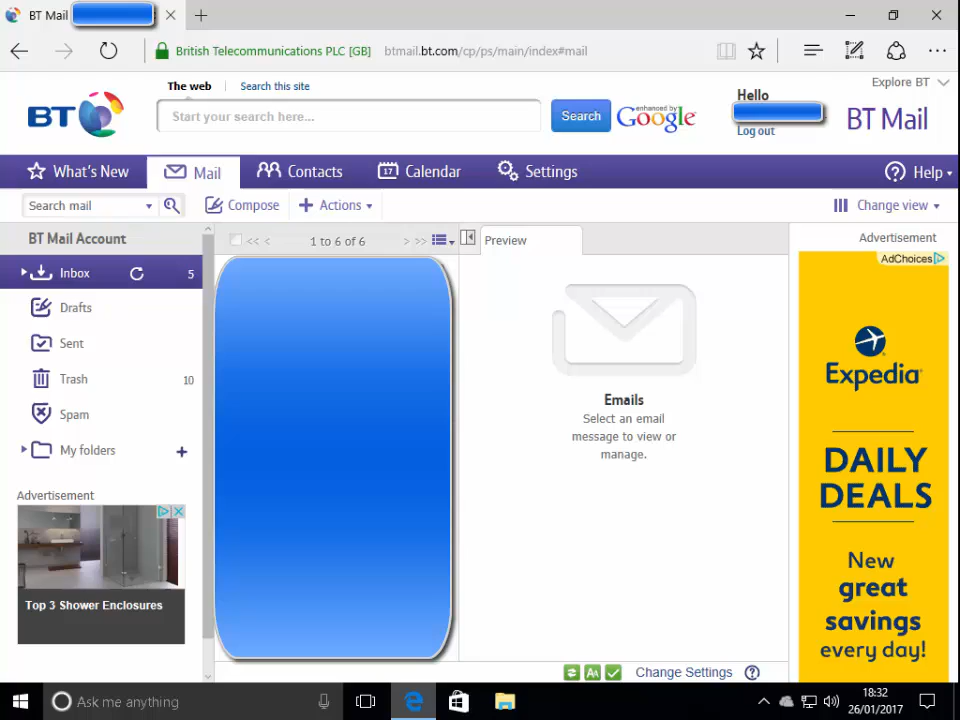 BT Mail
British Telecommunications PLC [GB] btmail.bt.com/cp/ps/main/index#mail
Explore BT
The web Search this site
Hello
BT
Start your search here...
Search
enhanced by Google
BT Mail
Log out
What's New Mail Contacts 17 Calendar Settings Help
Search mail Compose Actions Change view
BT Mail Account
<< < 1 to 6 of 6 > >>
Preview
Advertisement
AdChoices
Inbox 5
Drafts
Sent
Trash 10
Spam
My folders +
Emails
Select an email
message to view or
manage.
Advertisement
Top 3 Shower Enclosures
Expedia
DAILY
DEALS
New
great
savings
every day!
AA Change Settings
Ask me anything
18:32
26/01/2017